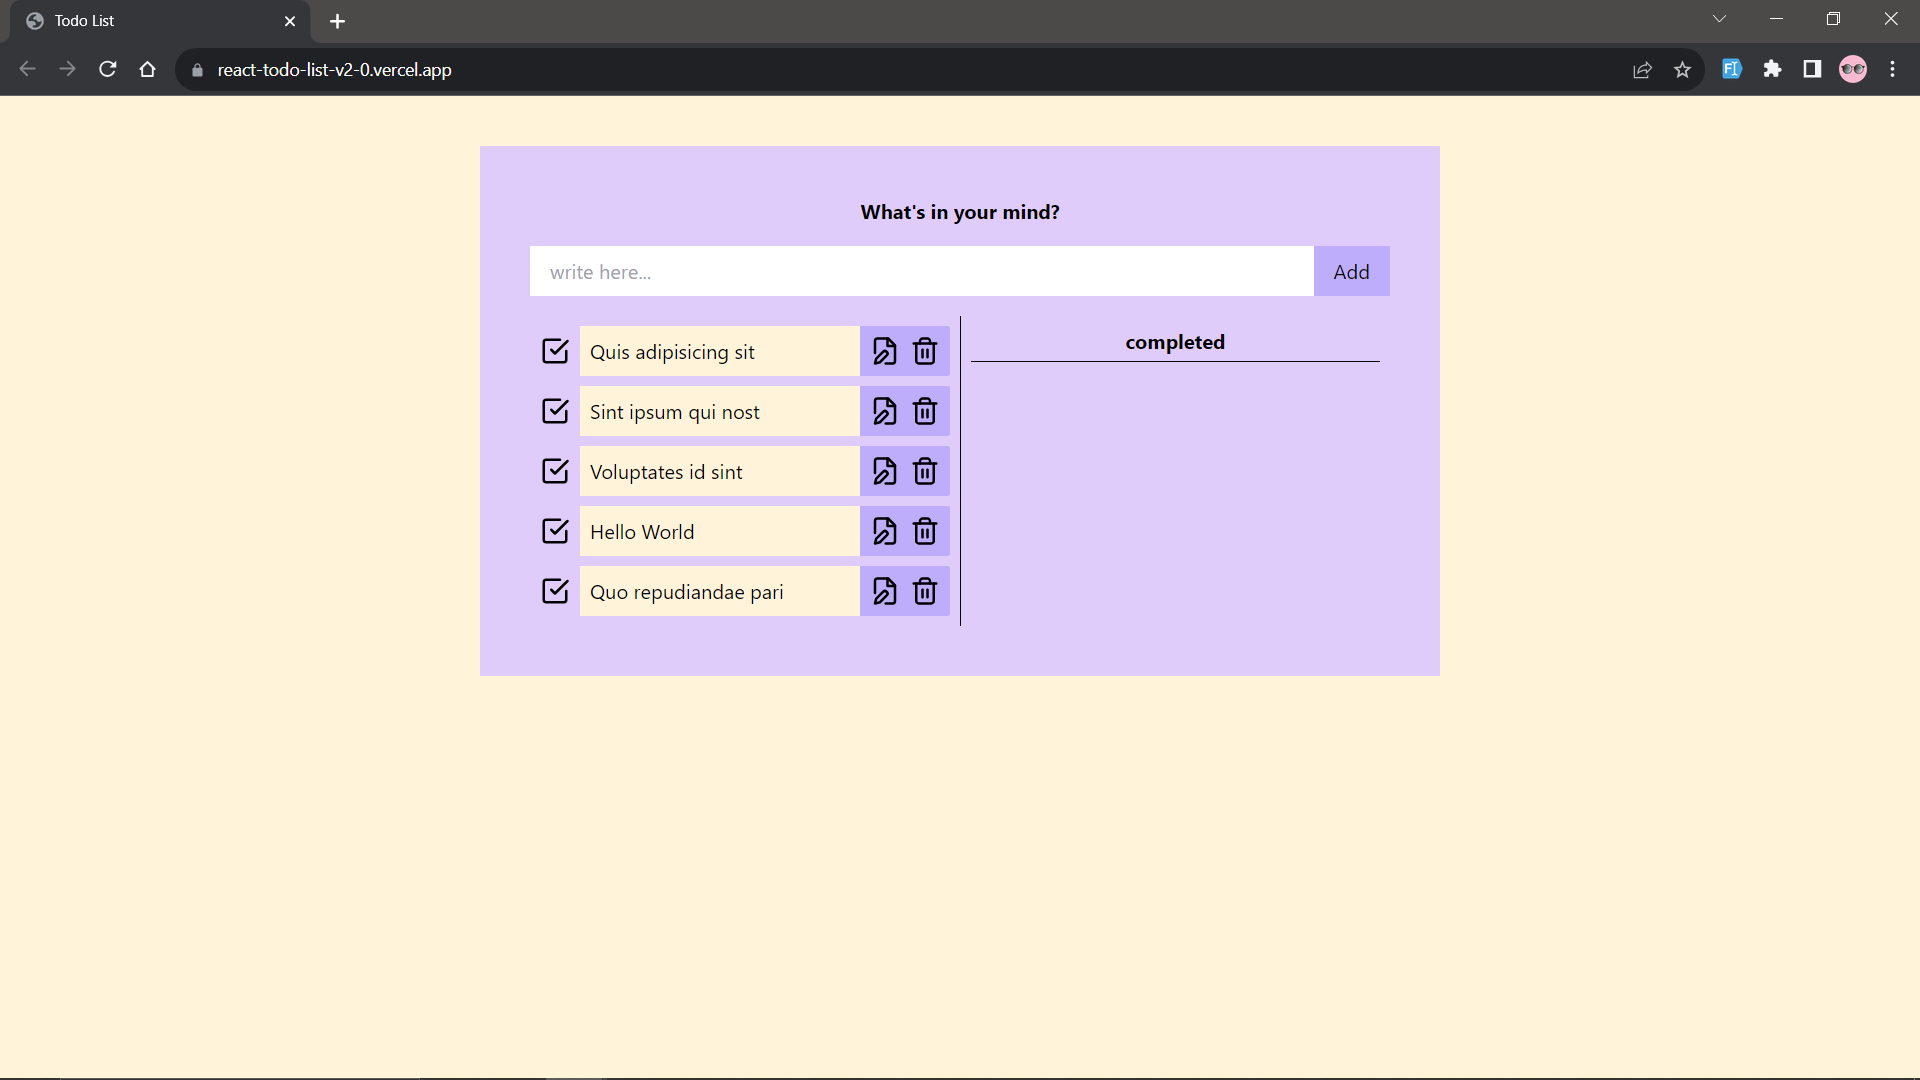 Todo List
react-todo-list-v2-0.vercel.app
What's in your mind?
write here...
Add
Quis adipisicing sit
Sint ipsum qui nost
Voluptates id sint
Hello World
Quo repudiandae pari
completed